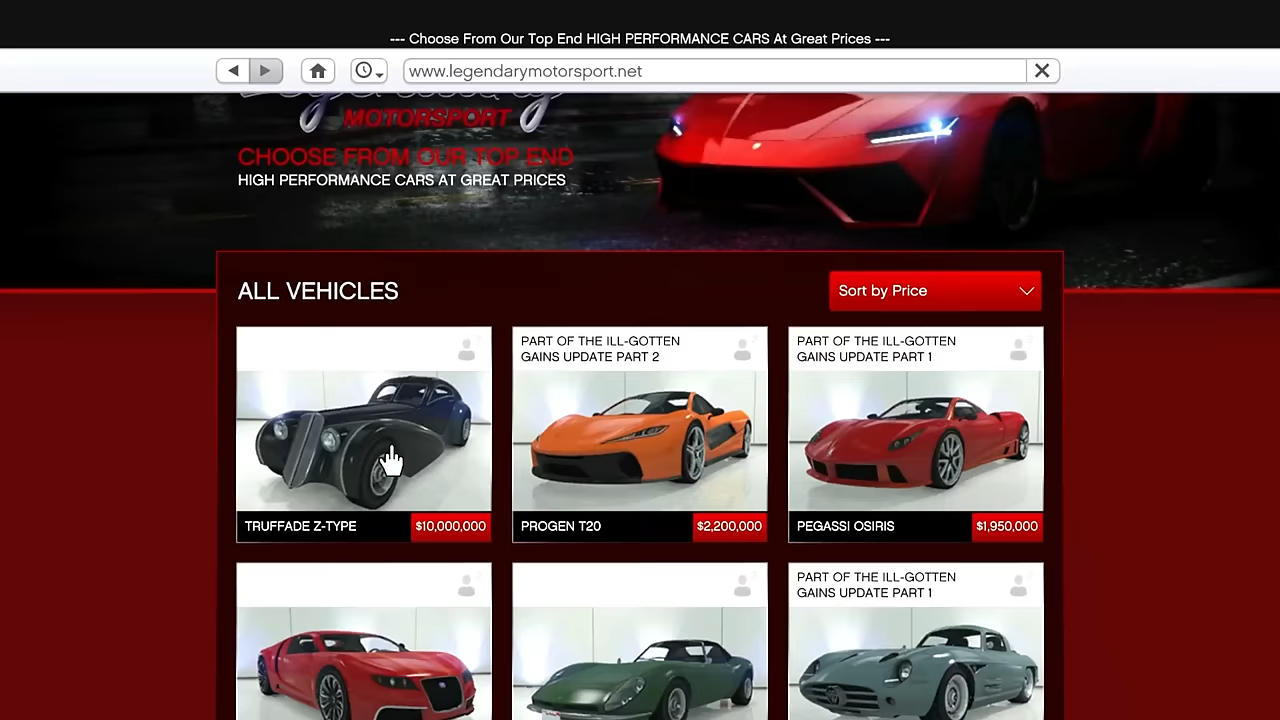 --- Choose From Our Top End HIGH PERFORMANCE CARS At Great Prices ---
www.legendarymotorsport.net
MOTORSPORT
CHOOSE FROM OUR TOP END
HIGH PERFORMANCE CARS AT GREAT PRICES
ALL VEHICLES
Sort by Price
PART OF THE ILL-GOTTEN
GAINS UPDATE PART 2
PART OF THE ILL-GOTTEN
GAINS UPDATE PART 1
TRUFFADE Z-TYPE
$10,000,000
PROGEN T20
$2,200,000
PEGASSI OSIRIS
$1,950,000
PART OF THE ILL-GOTTEN
GAINS UPDATE PART 1